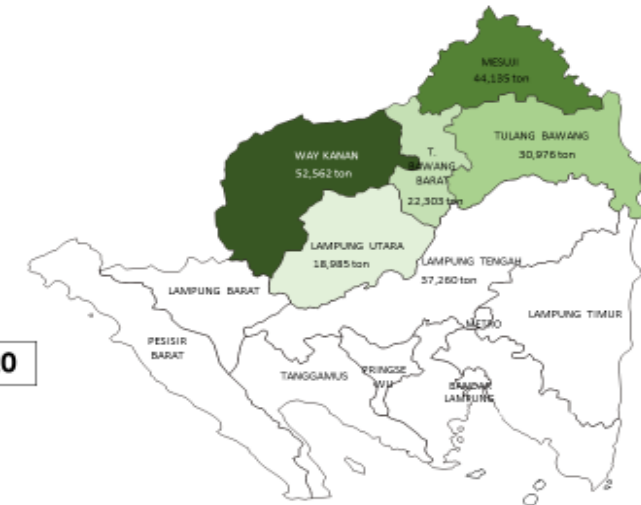 MESUJI
44,135 ton
TULANG BAWANG
30,976 ton
WAY KANAN
52,562 ton
T.
BAWANG
BARAT
22,303 ton
LAMPUNG UTARA
18,985 ton
LAMPUNG TENGAH
37,260 ton
LAMPUNG BARAT
LAMPUNG TIMUR
METRO
PESISIR
BARAT
0
TANGGAMUS
PRINGSE
WU
BANDAR
LAMPUNG